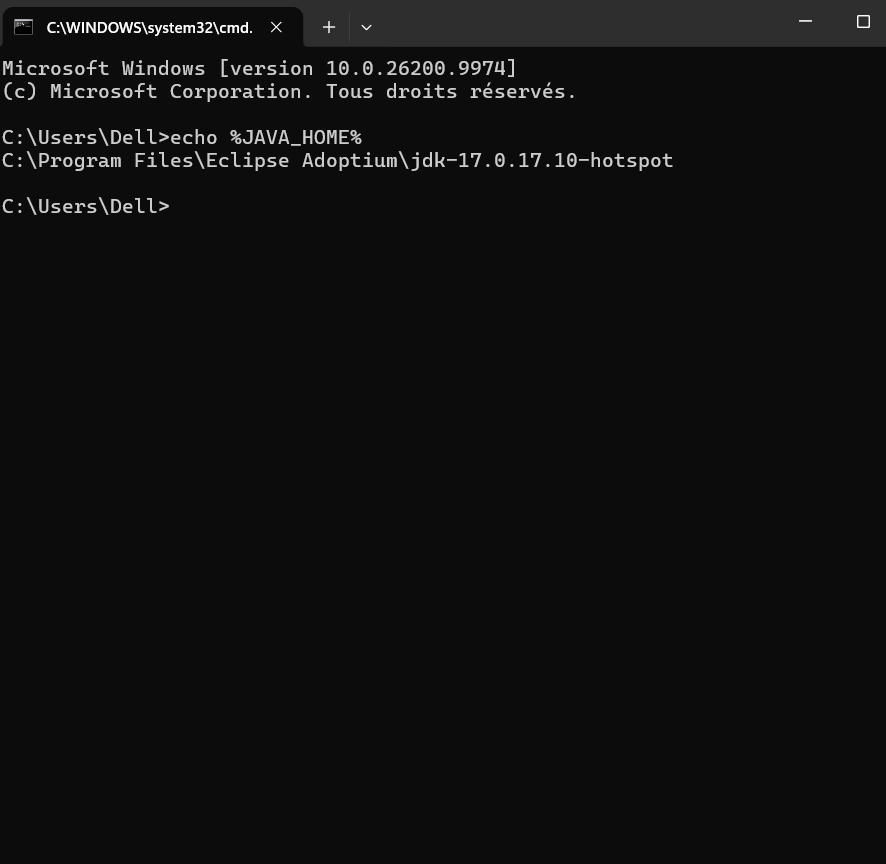 C:\WINDOWS\system32\cmd.
Microsoft Windows [version 10.0.26200.9974]
(c) Microsoft Corporation. Tous droits réservés.
C:\Users\Dell>echo %JAVA_HOME%
C:\Program Files\Eclipse Adoptium\jdk-17.0.17.10-hotspot
C:\Users\Dell>